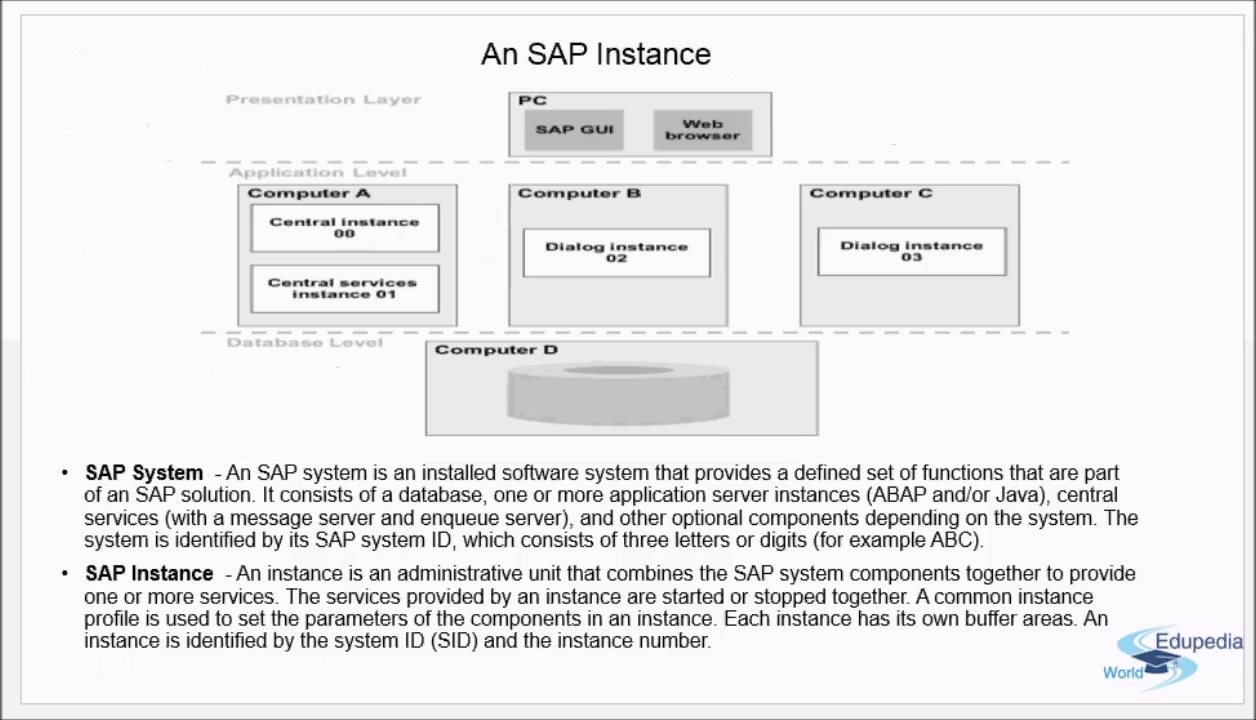 An SAP Instance
Presentation Layer
PC
SAP GUI
Web
browser
Application Level
Computer A
Central instance
00
Central services
instance 01
Computer B
Dialog instance
02
Computer C
Dialog instance
03
Database Level
Computer D
• SAP System - An SAP system is an installed software system that provides a defined set of functions that are part
of an SAP solution. It consists of a database, one or more application server instances (ABAP and/or Java), central
services (with a message server and enqueue server), and other optional components depending on the system. The
system is identified by its SAP system ID, which consists of three letters or digits (for example ABC).
• SAP Instance - An instance is an administrative unit that combines the SAP system components together to provide
one or more services. The services provided by an instance are started or stopped together. A common instance
profile is used to set the parameters of the components in an instance. Each instance has its own buffer areas. An
instance is identified by the system ID (SID) and the instance number.
Edupedia
World